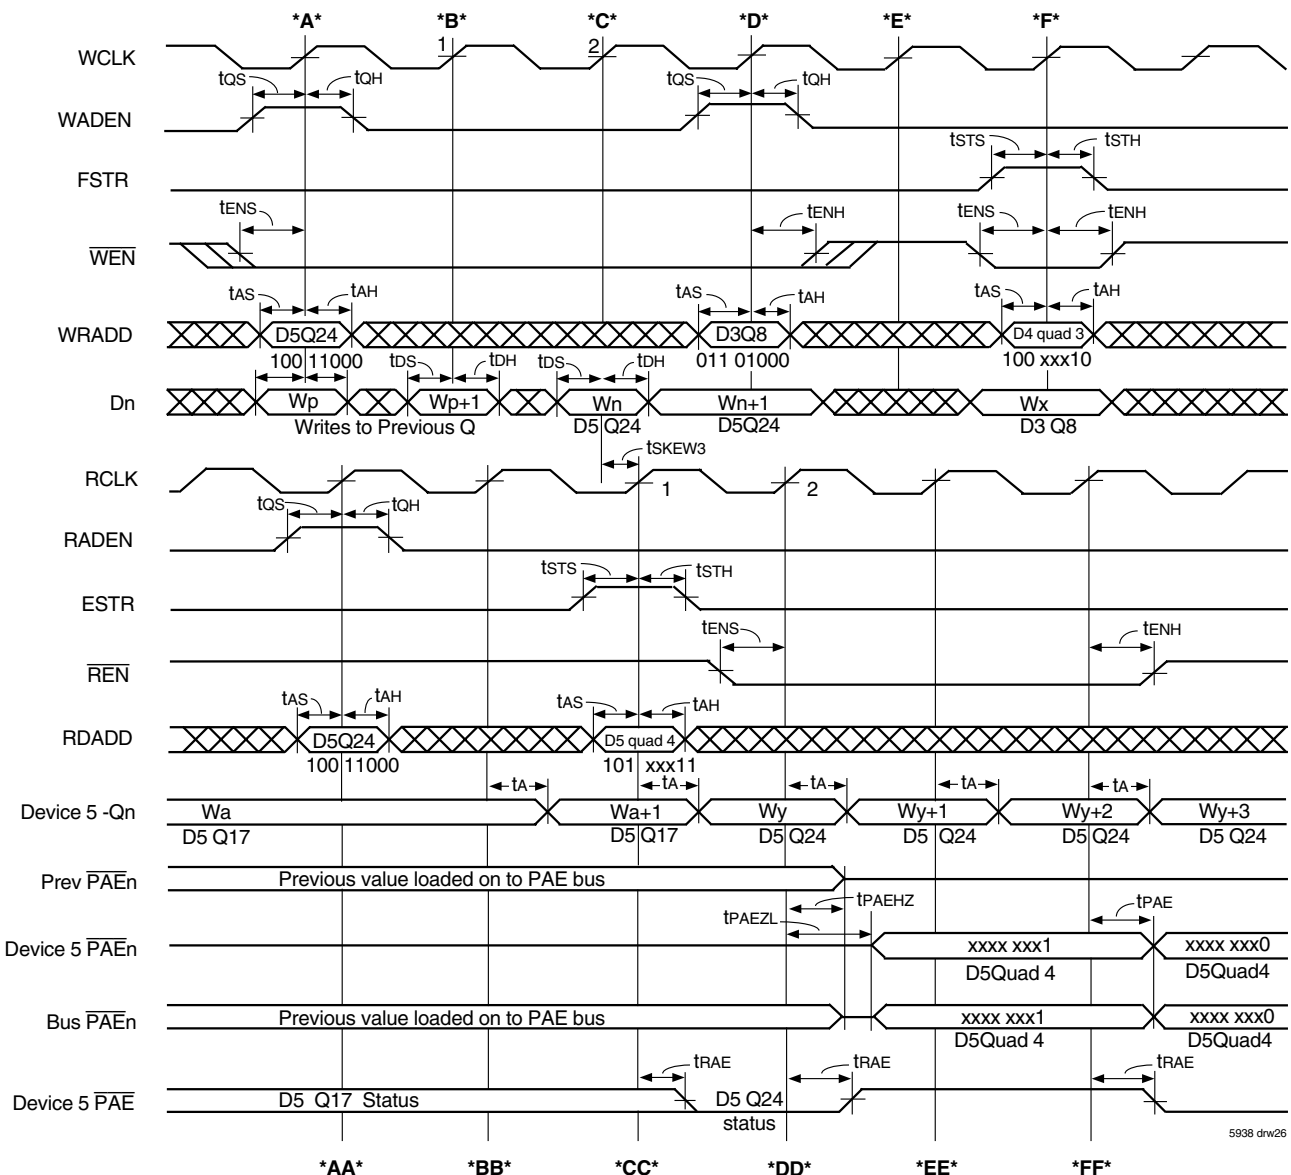 *A* *B* *C* *D* *E* *F*
WCLK 1 2
tQS tQH tQS tQH
WADEN
tSTS tSTH
FSTR
tENS tENH tENS tENH
WEN
tAS tAH tAS tAH tAS tAH
WRADD D5Q24 D3Q8 D4 quad 3
100 11000 011 01000 100 xxx10
tDS tDH tDS tDH
Dn Wp Wp+1 Wn Wn+1 Wx
Writes to Previous Q D5 Q24 D5Q24 D3 Q8
tSKEW3
RCLK 1 2
tQS tQH
RADEN
tSTS tSTH
ESTR
tENS tENH
REN
tAS tAH tAS tAH
RDADD D5Q24 D5 quad 4
100 11000 101 xxx11
tA tA tA tA tA
Device 5 -Qn Wa Wa+1 Wy Wy+1 Wy+2 Wy+3
D5 Q17 D5 Q17 D5 Q24 D5 Q24 D5 Q24 D5 Q24
Prev PAEn Previous value loaded on to PAE bus
tPAEZL tPAEHZ tPAE
Device 5 PAEn xxxx xxx1 xxxx xxx0
D5Quad 4 D5Quad4
Bus PAEn Previous value loaded on to PAE bus xxxx xxx1 xxxx xxx0
D5Quad 4 D5Quad4
tRAE tRAE tRAE
Device 5 PAE D5 Q17 Status D5 Q24
status
5938 drw26
*AA* *BB* *CC* *DD* *EE* *FF*